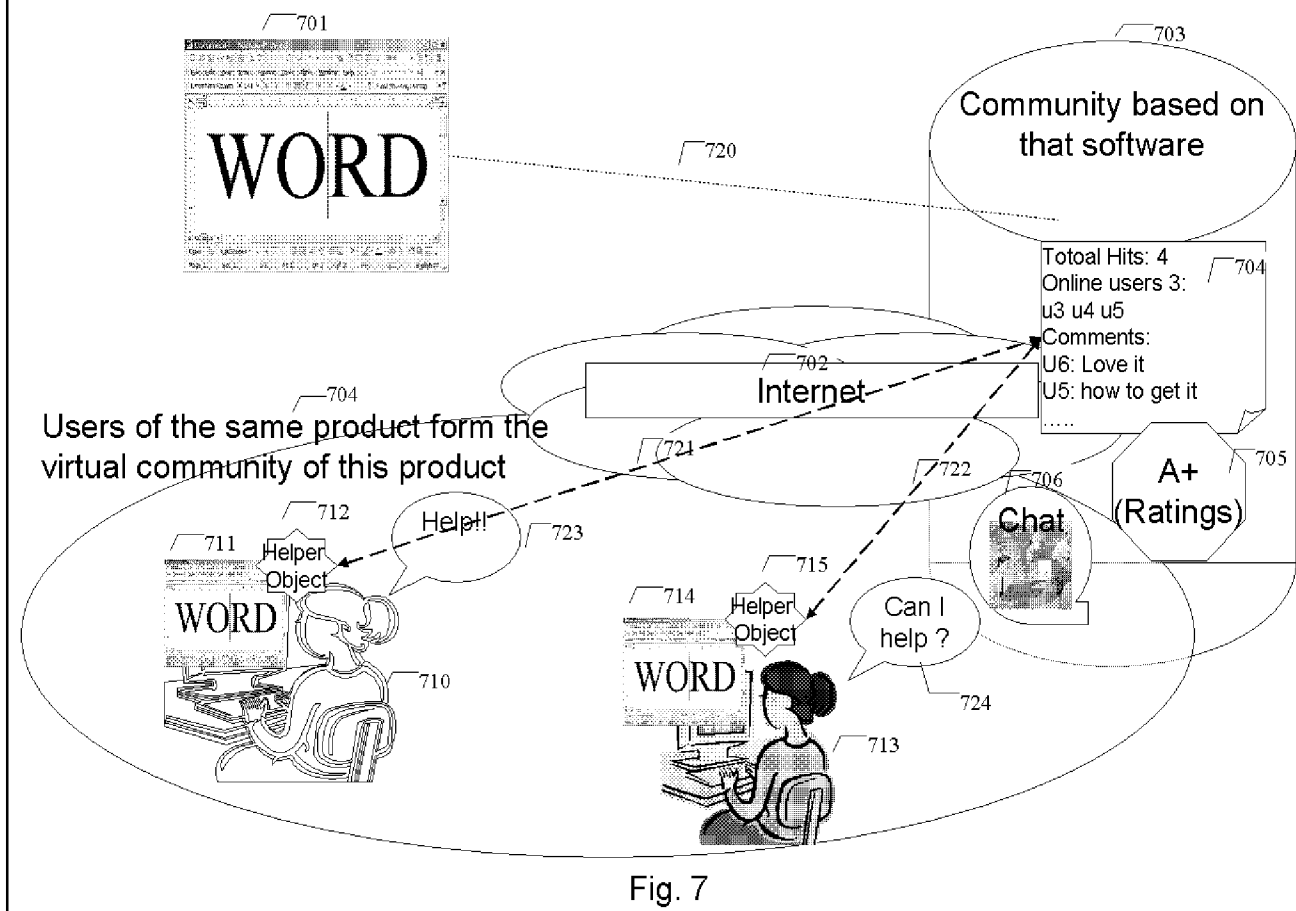 701
WORD
703
Community based on
that software
720
Totoal Hits: 4
704
Online users 3:
u3 u4 u5
Comments:
U6: Love it
U5: how to get it
.....
702
Internet
704
Users of the same product form the
virtual community of this product
721
722
706
Chat
A+
(Ratings)
705
712
Help!!
723
711
Helper
Object
WORD
710
715
714
Helper
Object
Can I
help ?
WORD
724
713
Fig. 7